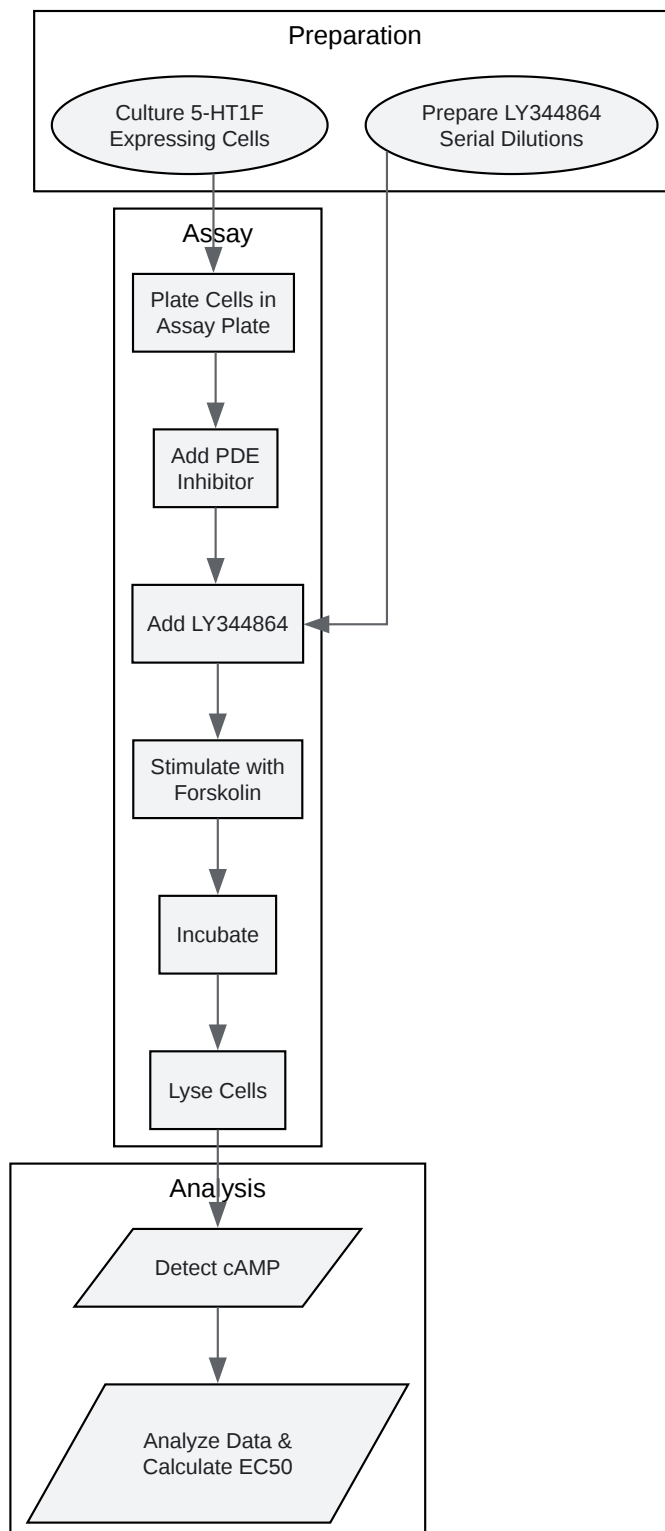 Preparation
Culture 5-HT1F
Expressing Cells
Prepare LY344864
Serial Dilutions
Assay
Plate Cells in
Assay Plate
Add PDE
Inhibitor
Add LY344864
Stimulate with
Forskolin
Incubate
Lyse Cells
Analysis
Detect cAMP
Analyze Data &
Calculate EC50